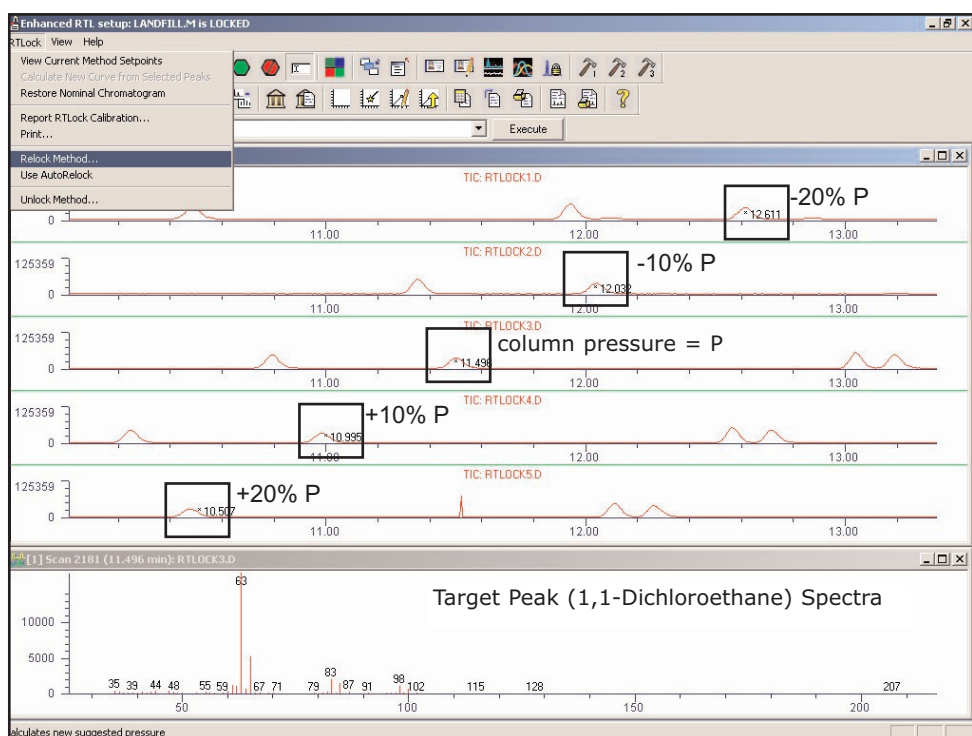 Enhanced RTL setup: LANDFILL.M is LOCKED
RTLock View Help
View Current Method Setpoints
Calculate New Curve from Selected Peaks
Restore Nominal Chromatogram
Report RTLock Calibration...
Print...
Relock Method...
Use AutoRelock
Unlock Method...
Execute
TIC: RTLOCK1.D
-20% P
12.611
0
11.00 12.00 13.00
TIC: RTLOCK2.D
-10% P
125359
12.032
0
11.00 12.00 13.00
TIC: RTLOCK3.D
column pressure = P
125359
11.496
0
11.00 12.00 13.00
TIC: RTLOCK4.D
+10% P
125359
10.995
0
11.00 12.00 13.00
TIC: RTLOCK5.D
+20% P
125359
10.507
0
11.00 12.00 13.00
[1] Scan 2181 (11.496 min): RTLOCK3.D
63
Target Peak (1,1-Dichloroethane) Spectra
10000
5000
83
98
35 39 44 48 55 59 67 71 79 87 91 102 115 128 207
0
50 100 150 200
alculates new suggested pressure